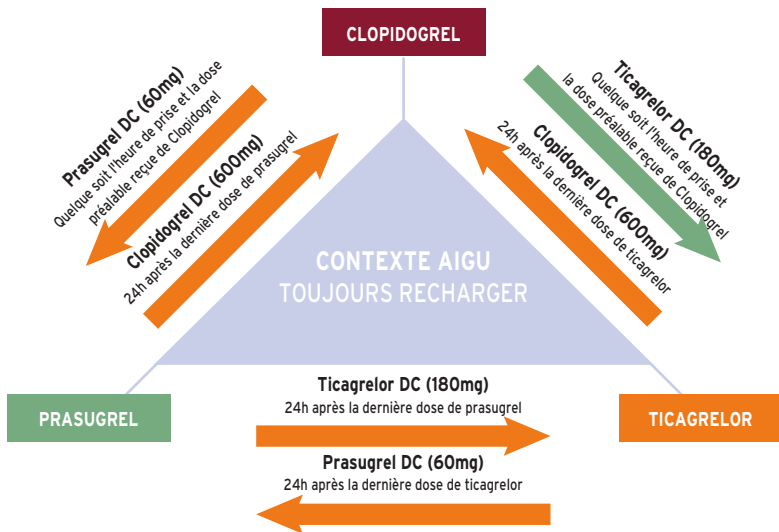 CLOPIDOGREL
Prasugrel DC (60mg)
Quelque soit l'heure de prise et la dose
préalable reçue de Clopidogrel
Clopidogrel DC (600mg)
24h après la dernière dose de prasugrel
Ticagrelor DC (180mg)
Quelque soit l'heure de prise et
la dose préalable reçue de Clopidogrel
Clopidogrel DC (600mg)
24h après la dernière dose de ticagrelor
CONTEXTE AIGU
TOUJOURS RECHARGER
PRASUGREL
TICAGRELOR
Ticagrelor DC (180mg)
24h après la dernière dose de prasugrel
Prasugrel DC (60mg)
24h après la dernière dose de ticagrelor